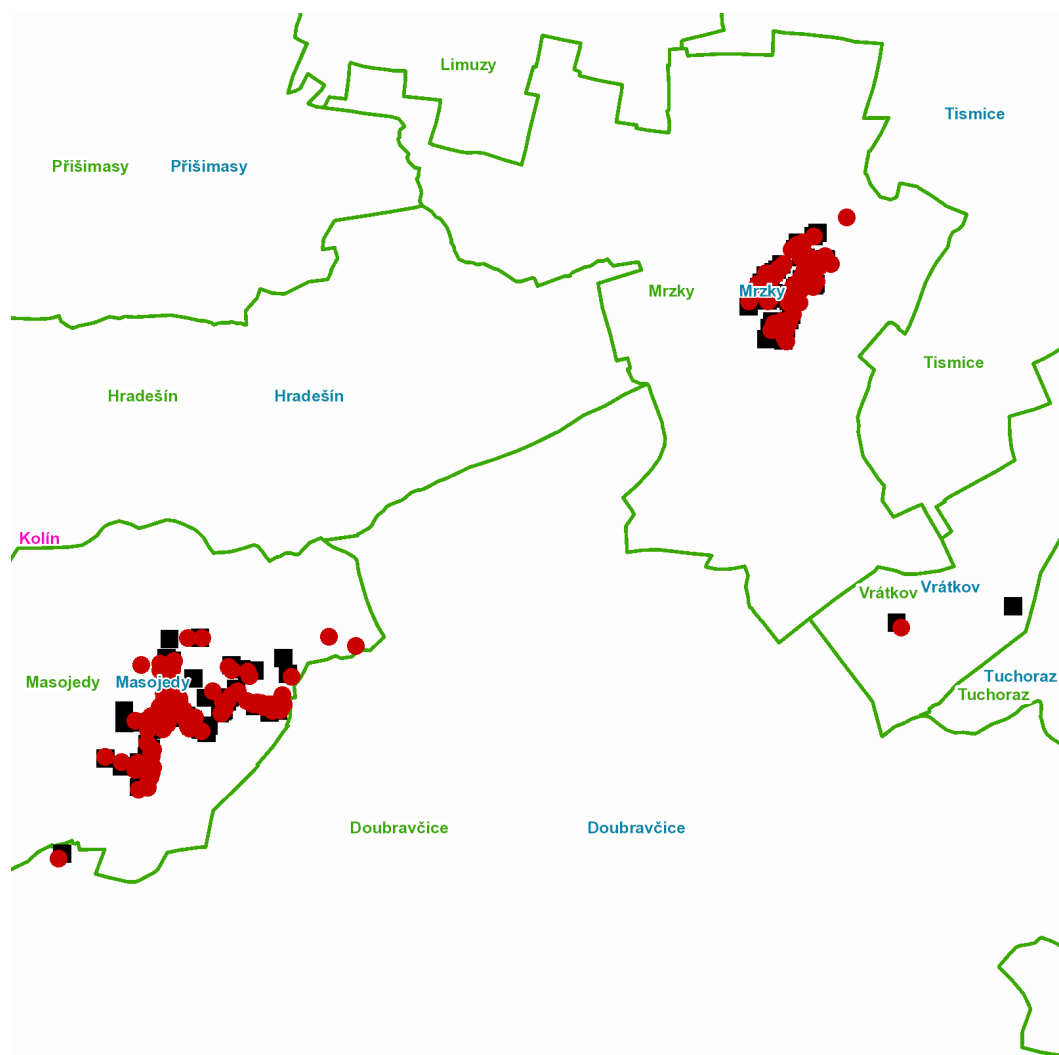 Limuzy
Tismice
Přišimasy Přišimasy
Mrzky Mrzky
Tismice
Hradešín Hradešín
Kolín
Vrátkov Vrátkov
Tuchoraz
Masojedy Masojedy
Tuchoraz
Doubravčice Doubravčice